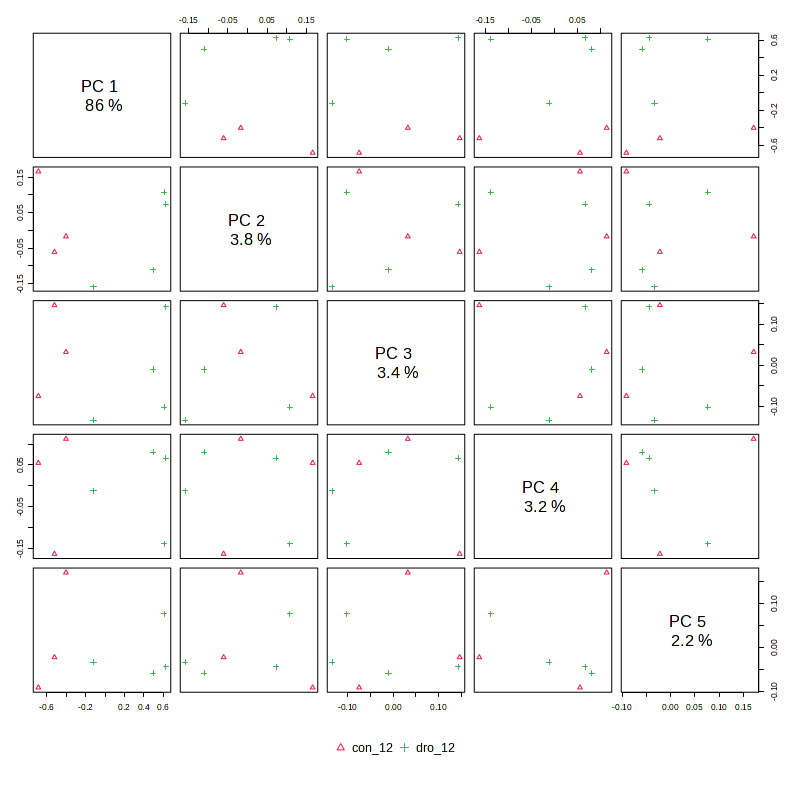 -0.15 -0.05 0.05 0.15 -0.15 -0.05 0.05
PC 1
86 %
-0.6 -0.2 0.2 0.6
PC 2
3.8 %
-0.15 -0.05 0.05 0.15
PC 3
3.4 %
-0.10 0.00 0.10
PC 4
3.2 %
-0.15 -0.05 0.05
PC 5
2.2 %
-0.10 0.00 0.10
-0.6 -0.2 0.2 0.4 0.6 -0.10 0.00 0.10 -0.10 0.00 0.05 0.15
con_12 dro_12